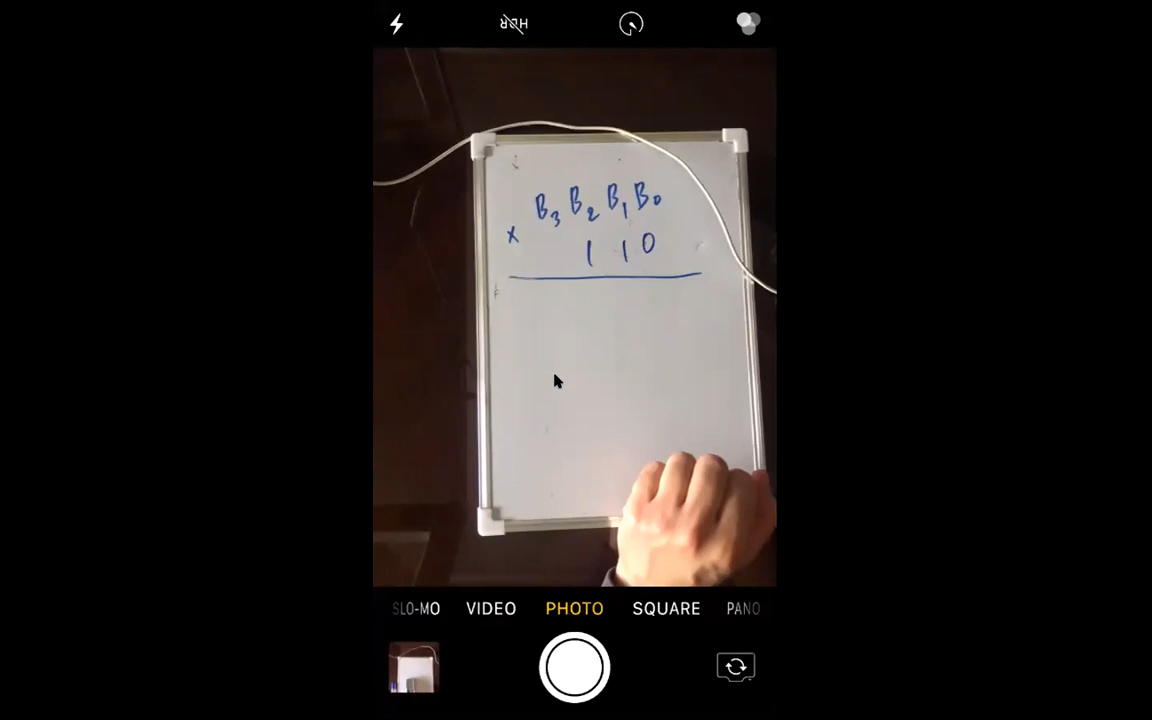 HDR
B₃ B₂ B₁ B₀
x 1 1 0
SLO-MO VIDEO PHOTO SQUARE PANO